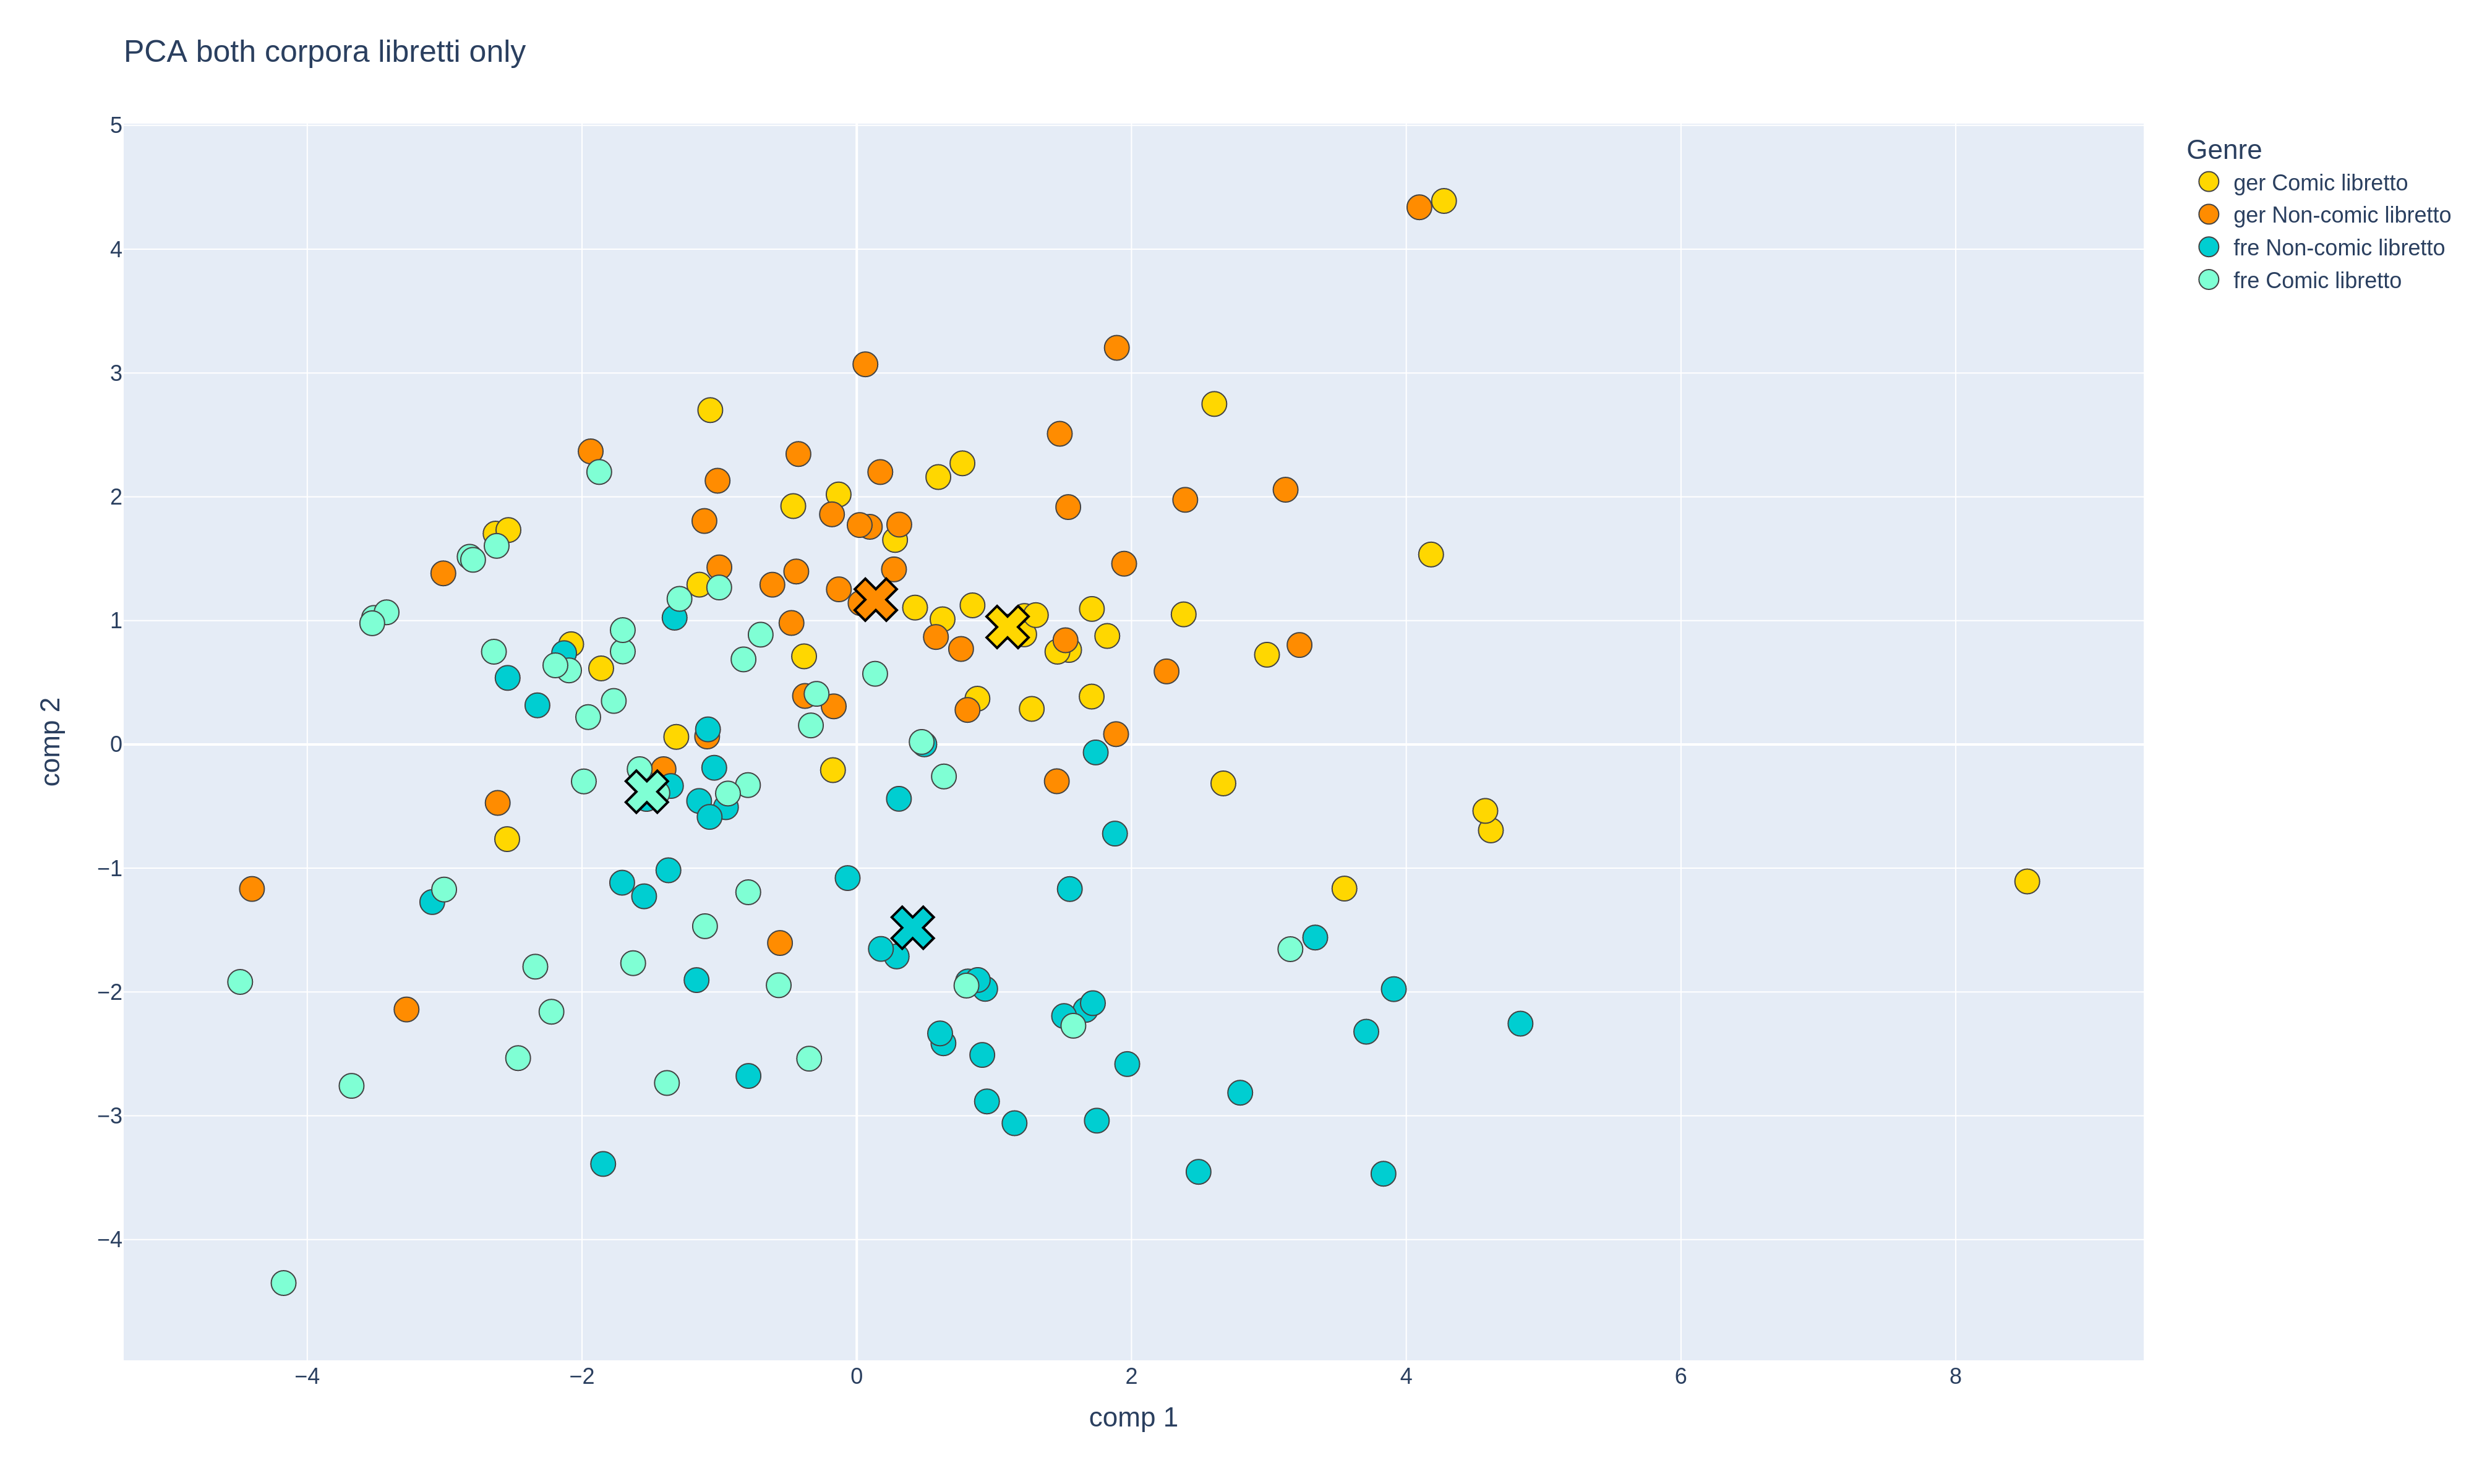 PCA both corpora libretti only
Genre
ger Comic libretto
ger Non-comic libretto
fre Non-comic libretto
fre Comic libretto
5
4
3
2
1
0
−1
−2
−3
−4
comp 2
−4
−2
0
2
4
6
8
comp 1